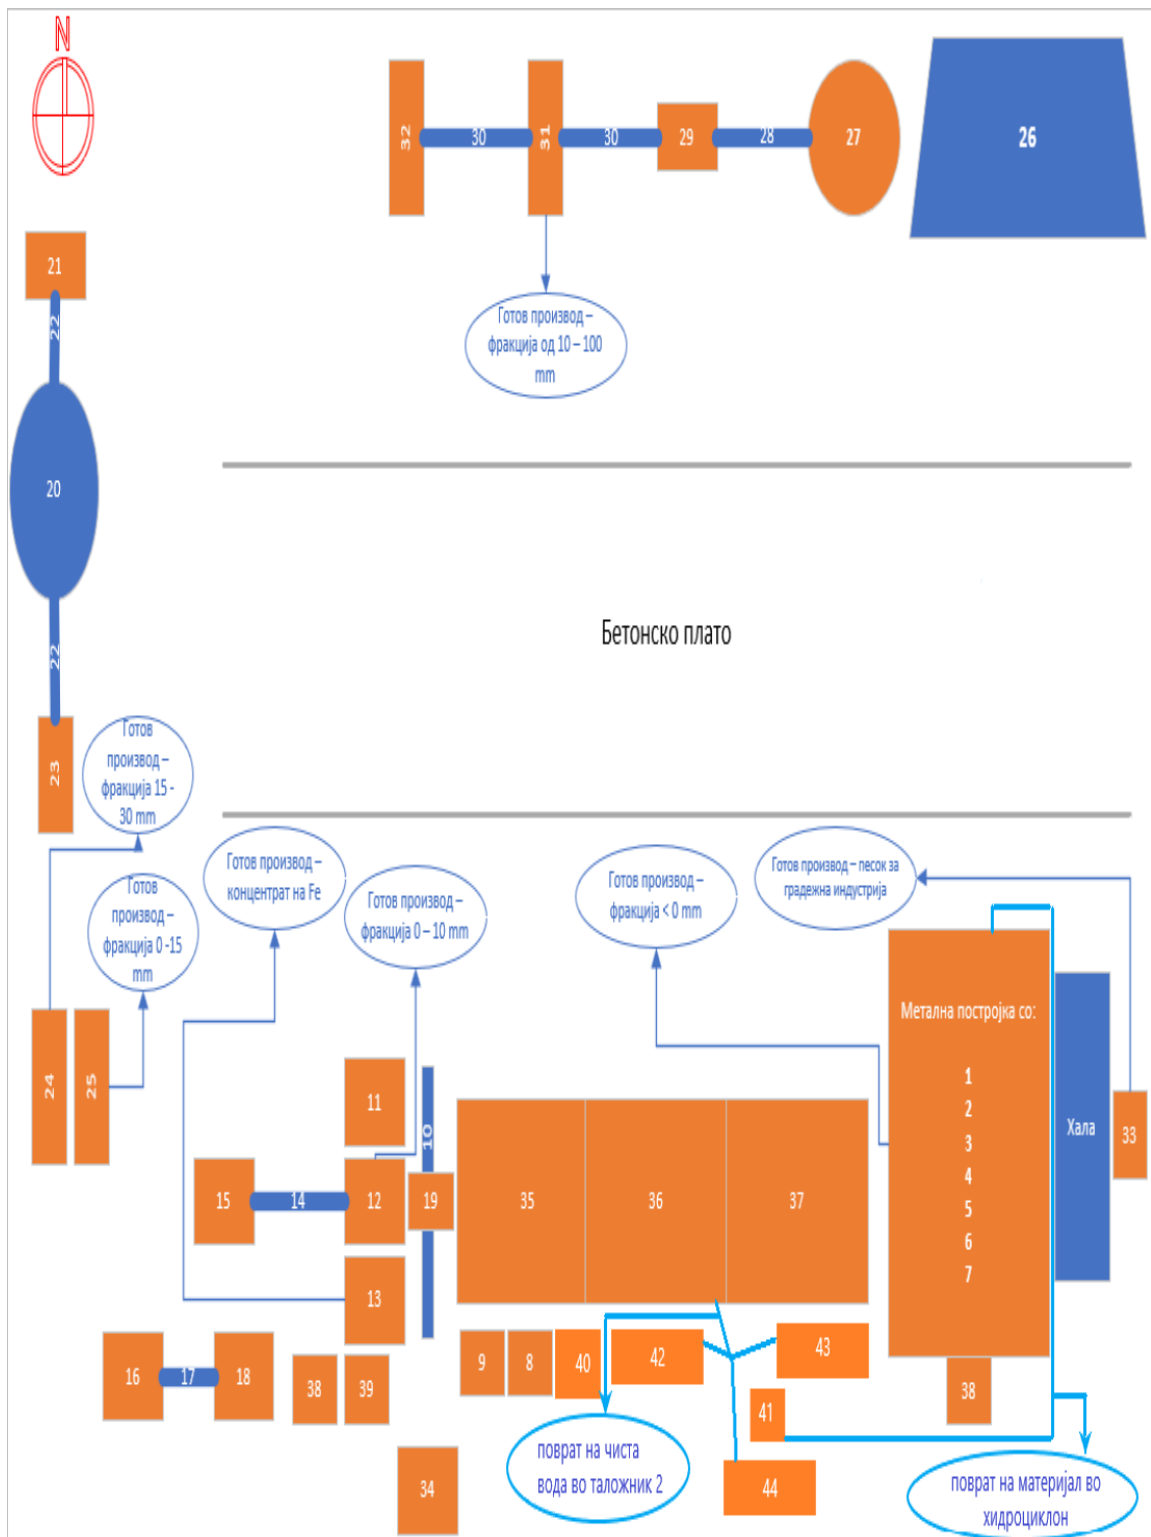 N
32
30
31
30
29
28
27
26
21
22
Готов производ –
фракција од 10 – 100
mm
20
22
Бетонско плато
23
Готов
производ –
фракција 15 -
30 mm
Готов производ –
концентрат на Fe
Готов производ –
фракција 0 – 10 mm
Готов производ –
фракција < 0 mm
Готов производ – песок за
градежна индустрија
Готов
производ –
фракција 0 -15
mm
24
25
Метална постројка со:
1
2
3
4
5
6
7
Хала
33
11
10
15
14
12
19
35
36
37
13
16
17
18
38
39
9
8
40
42
43
41
38
34
44
поврат на чиста
вода во таложник 2
поврат на материјал во
хидроциклон